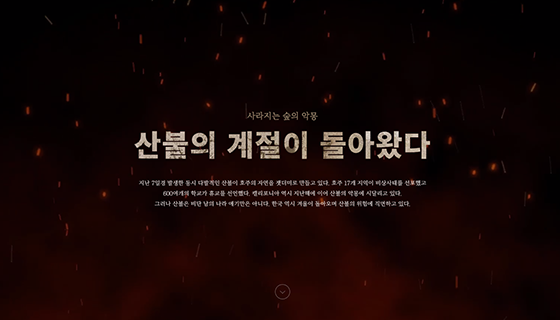 사라지는 숲의 악몽
산불의 계절이 돌아왔다
지난 7일경 발생한 동시 다발적인 산불이 호주의 자연을 잿더미로 만들고 있다. 호주 17개 지역이 비상사태를 선포했고
600여개의 학교가 휴교를 선언했다. 캘리포니아 역시 지난해에 이어 산불의 악몽에 시달리고 있다.
그러나 산불은 비단 남의 나라 얘기만은 아니다. 한국 역시 겨울이 돌아오며 산불의 위험에 직면하고 있다.